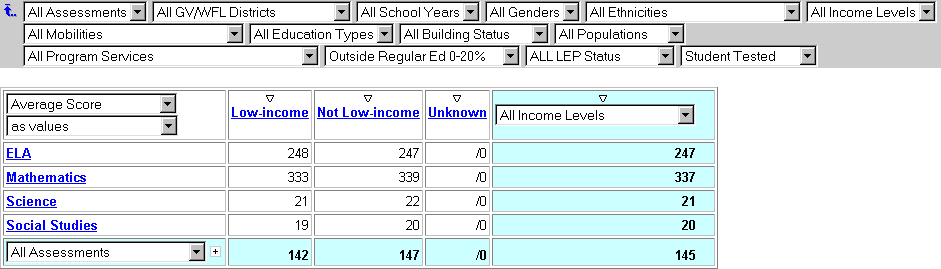 All Assessments All GV/WFL Districts All School Years All Genders All Ethnicities All Income Levels
All Mobilities All Education Types All Building Status All Populations
All Program Services Outside Regular Ed 0-20% ALL LEP Status Student Tested
Average Score
as values
Low-income Not Low-income Unknown All Income Levels
ELA 248 247 /0 247
Mathematics 333 339 /0 337
Science 21 22 /0 21
Social Studies 19 20 /0 20
All Assessments + 142 147 /0 145